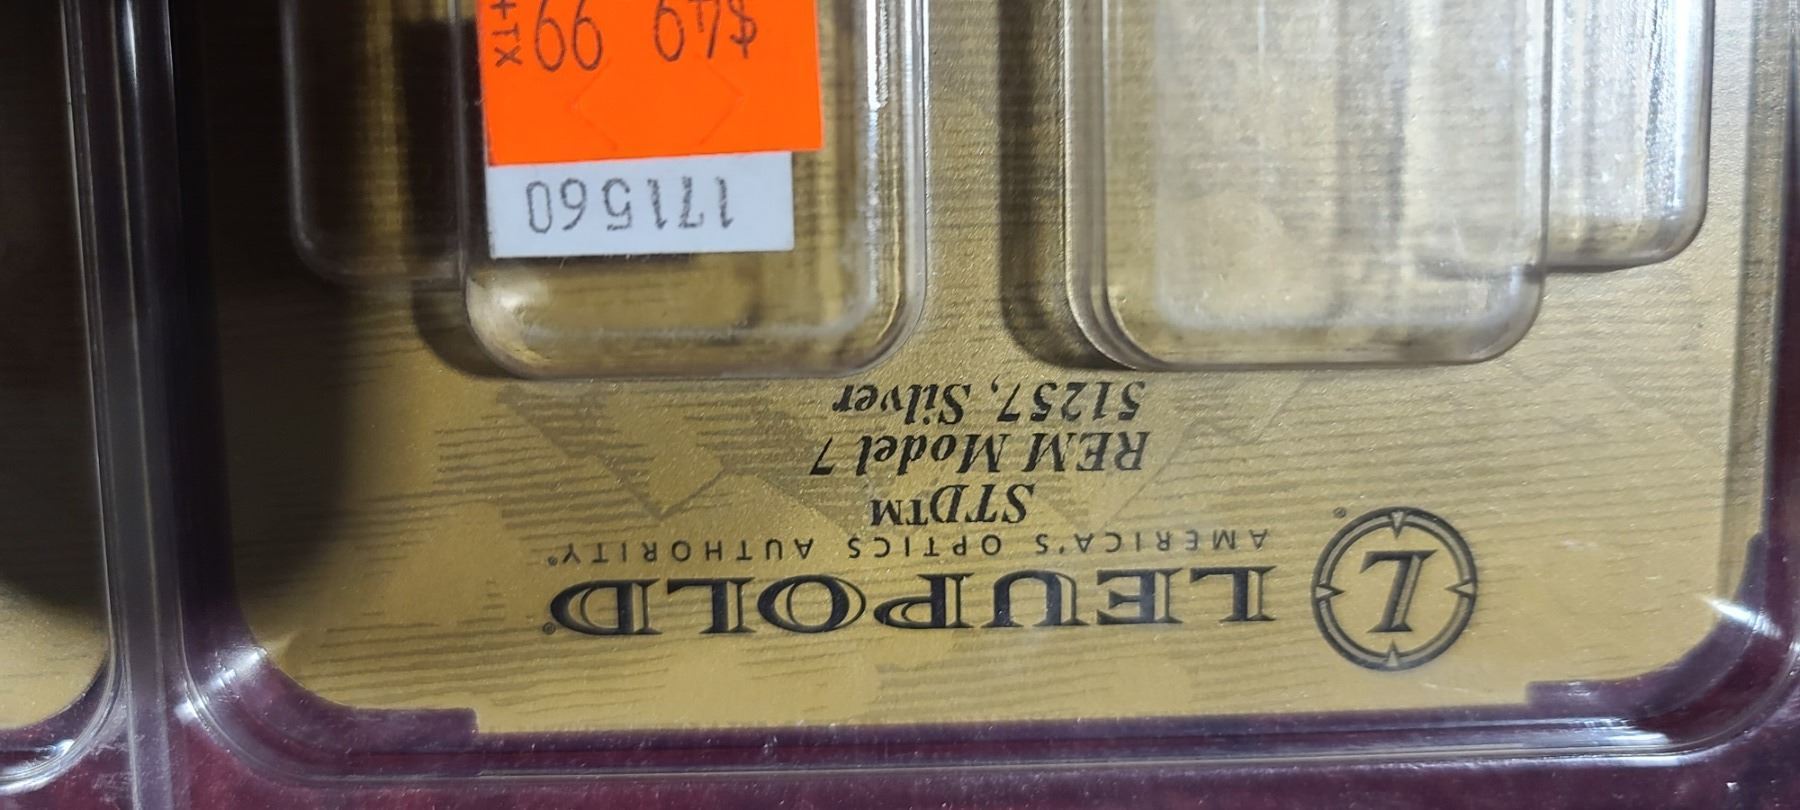 L®
LEUPOLD®
AMERICA'S OPTICS AUTHORITY®
STD™
REM Model 7
51257, Silver
171560
$49 99 +TX